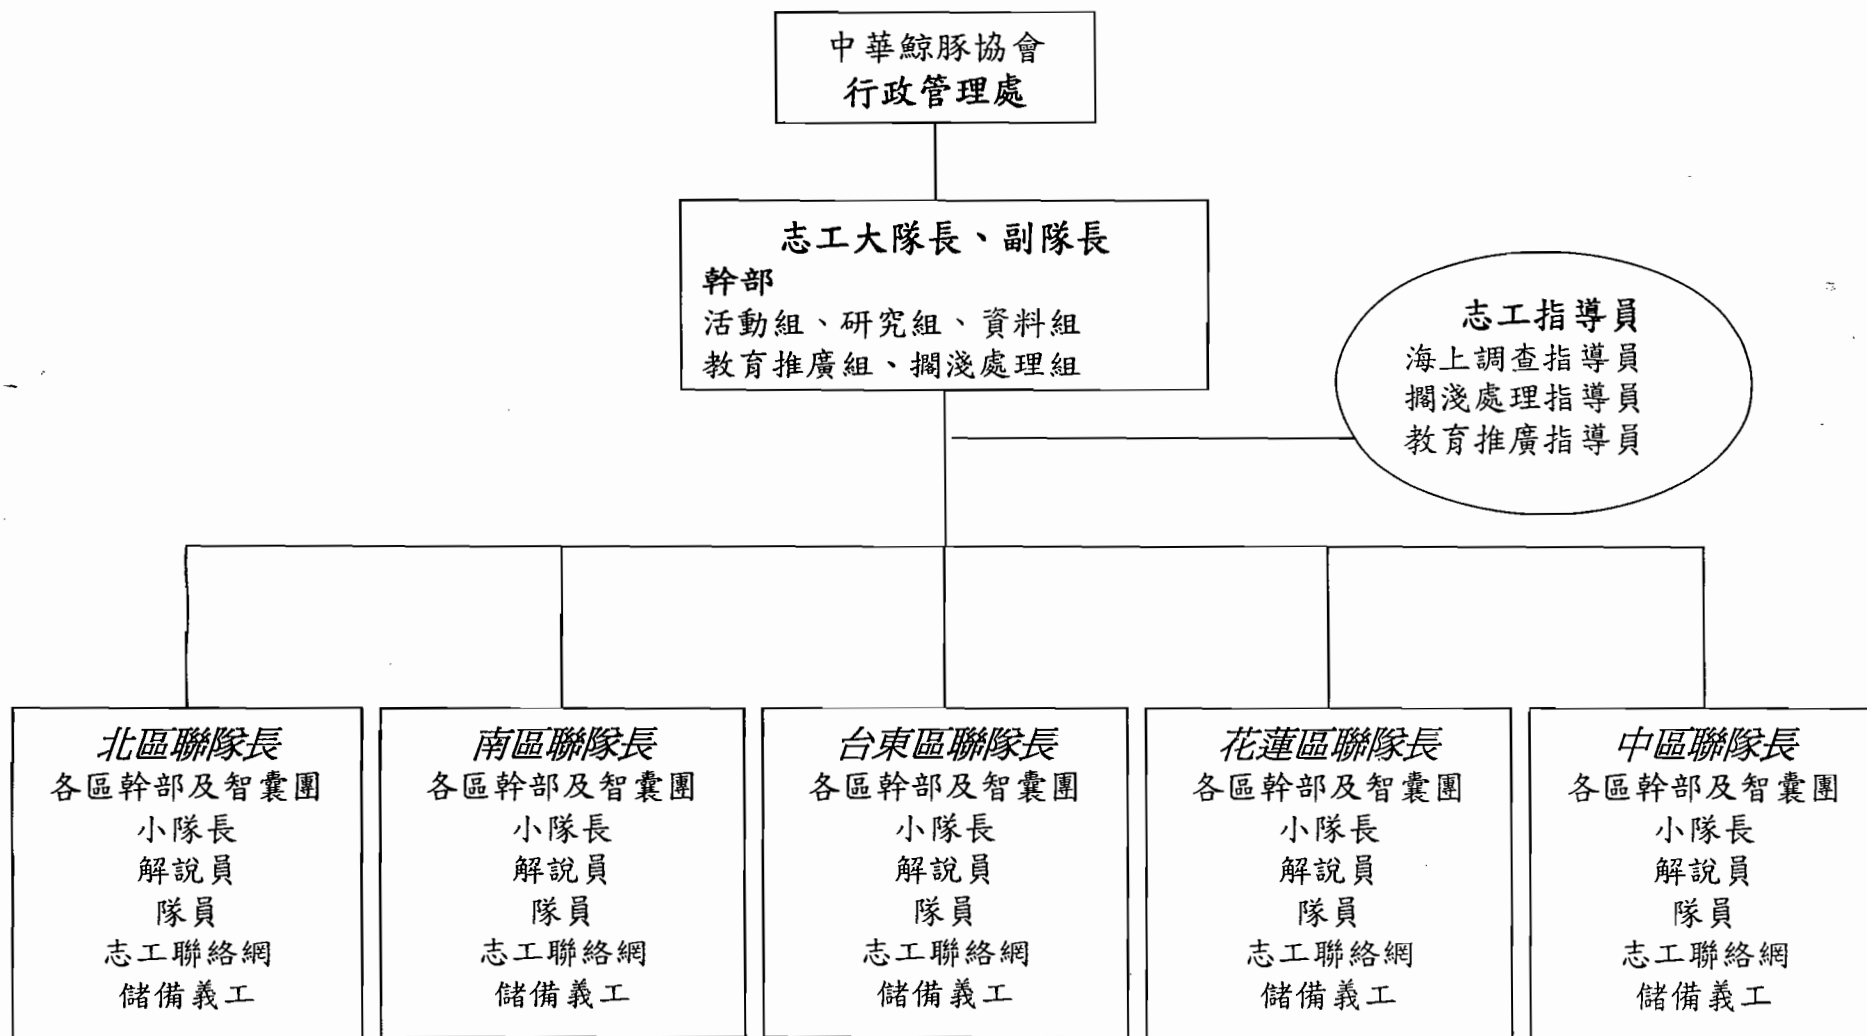 中華鯨豚協會
行政管理處
志工大隊長、副隊長
幹部
活動組、研究組、資料組
教育推廣組、擱淺處理組
志工指導員
海上調查指導員
擱淺處理指導員
教育推廣指導員
北區聯隊長
各區幹部及智囊團
小隊長
解說員
隊員
志工聯絡網
儲備義工
南區聯隊長
各區幹部及智囊團
小隊長
解說員
隊員
志工聯絡網
儲備義工
台東區聯隊長
各區幹部及智囊團
小隊長
解說員
隊員
志工聯絡網
儲備義工
花蓮區聯隊長
各區幹部及智囊團
小隊長
解說員
隊員
志工聯絡網
儲備義工
中區聯隊長
各區幹部及智囊團
小隊長
解說員
隊員
志工聯絡網
儲備義工